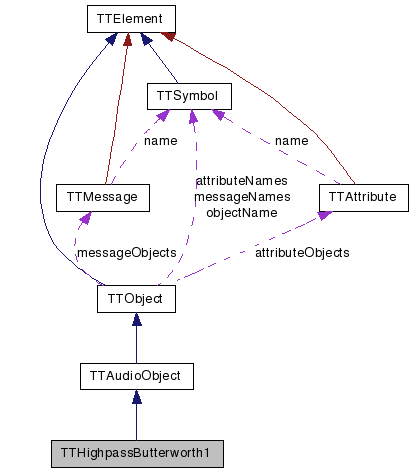 TTElement
TTSymbol
name
name
TTMessage
attributeNames
messageNames
objectName
TTAttribute
messageObjects
attributeObjects
TTObject
TTAudioObject
TTHighpassButterworth1